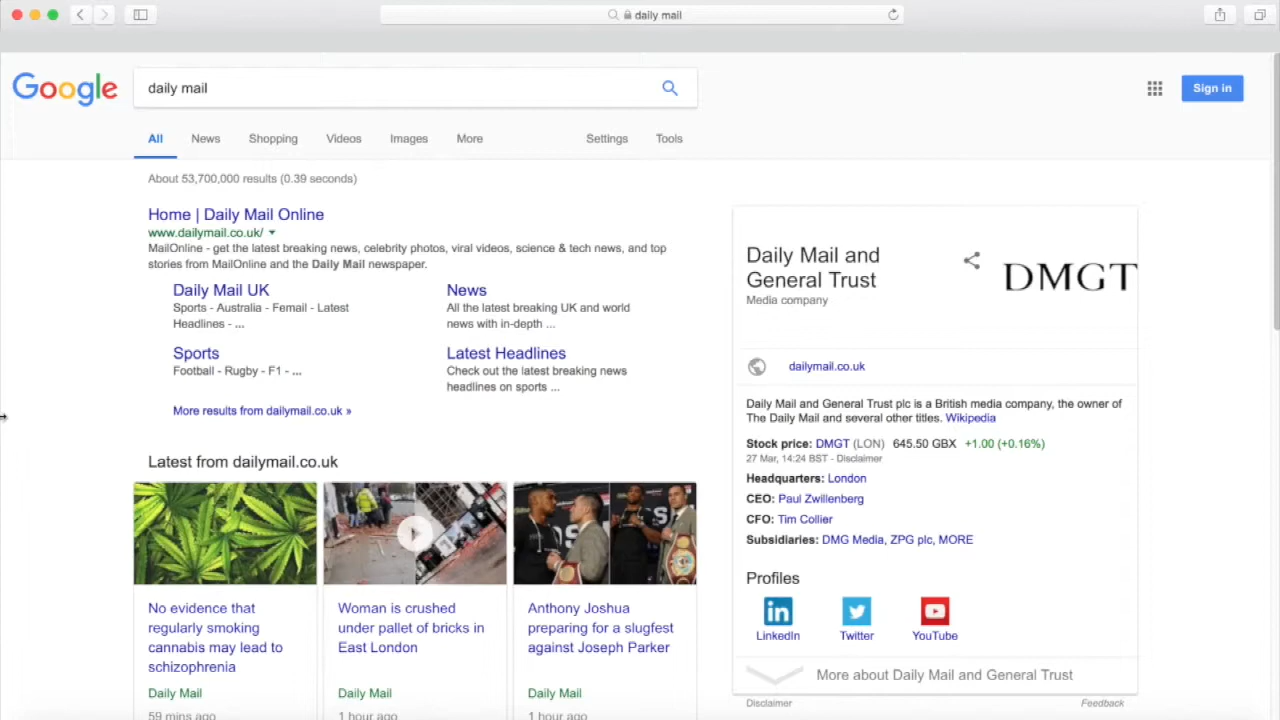 daily mail
Google
daily mail
Sign in
All News Shopping Videos Images More Settings Tools
About 53,700,000 results (0.39 seconds)
Home | Daily Mail Online
www.dailymail.co.uk/
MailOnline - get the latest breaking news, celebrity photos, viral videos, science & tech news, and top
stories from MailOnline and the Daily Mail newspaper.
Daily Mail UK
Sports - Australia - Femail - Latest
Headlines - ...
News
All the latest breaking UK and world
news with in-depth ...
Sports
Football - Rugby - F1 - ...
Latest Headlines
Check out the latest breaking news
headlines on sports ...
More results from dailymail.co.uk »
Latest from dailymail.co.uk
No evidence that
regularly smoking
cannabis may lead to
schizophrenia
Daily Mail
59 mins ago
Woman is crushed
under pallet of bricks in
East London
Daily Mail
1 hour ago
Anthony Joshua
preparing for a slugfest
against Joseph Parker
Daily Mail
1 hour ago
Daily Mail and
General Trust
Media company
DMGT
dailymail.co.uk
Daily Mail and General Trust plc is a British media company, the owner of
The Daily Mail and several other titles. Wikipedia
Stock price: DMGT (LON) 645.50 GBX +1.00 (+0.16%)
27 Mar, 14:24 BST - Disclaimer
Headquarters: London
CEO: Paul Zwillenberg
CFO: Tim Collier
Subsidiaries: DMG Media, ZPG plc, MORE
Profiles
in
LinkedIn Twitter YouTube
More about Daily Mail and General Trust
Disclaimer Feedback